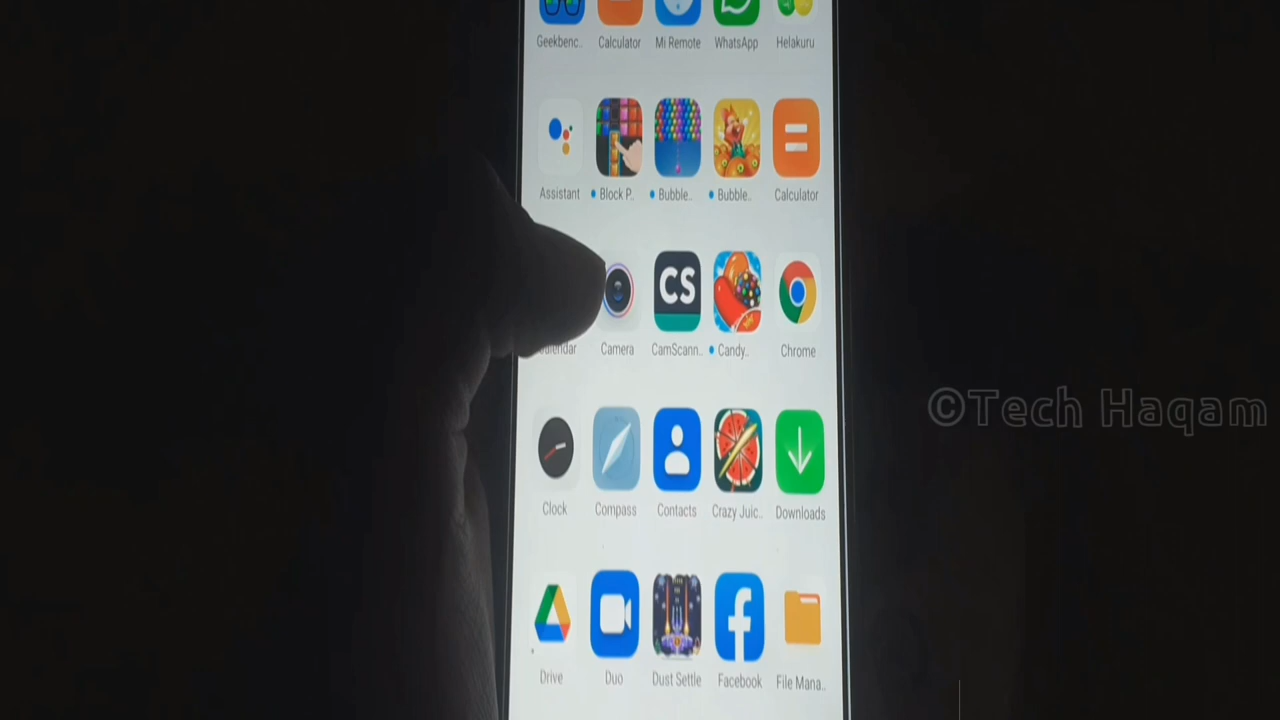 Geekbenc..
Calculator
Mi Remote
WhatsApp
Helakuru
Assistant
Block P..
Bubble..
Bubble..
Calculator
CS
Camera
CamScann..
Candy..
Chrome
©Tech Haqam
Clock
Compass
Contacts
Crazy Juic..
Downloads
Drive
Duo
Dust Settle
Facebook
File Mana..